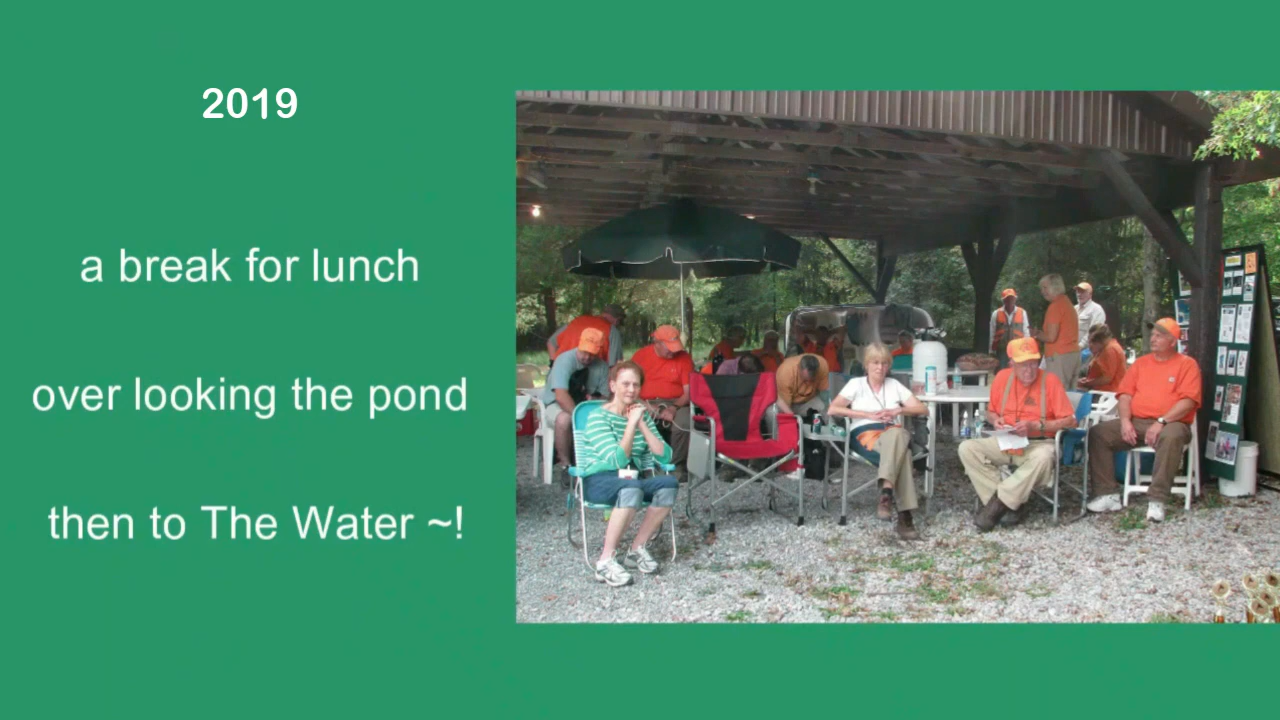 2019
a break for lunch
over looking the pond
then to The Water ~!